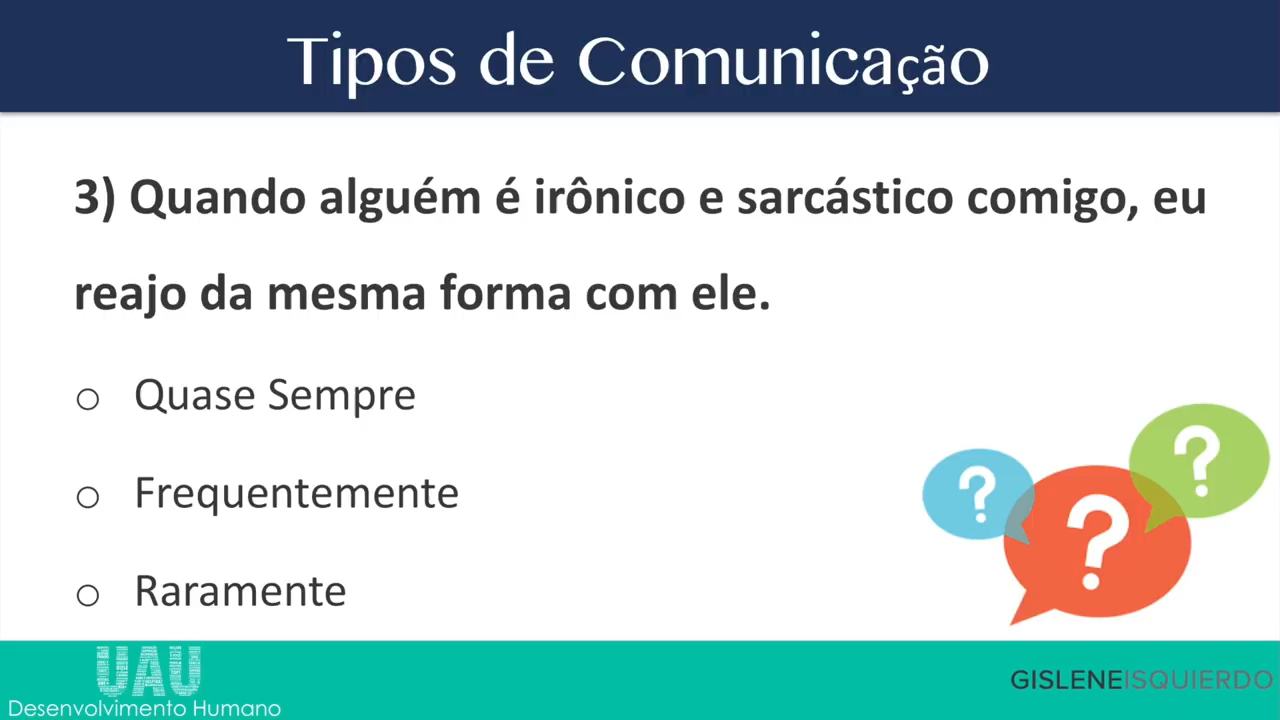 Tipos de Comunicação
3) Quando alguém é irônico e sarcástico comigo, eu
reajo da mesma forma com ele.
o Quase Sempre
o Frequentemente
o Raramente
? ? ?
UAU
Desenvolvimento Humano
GISLENEISQUIERDO